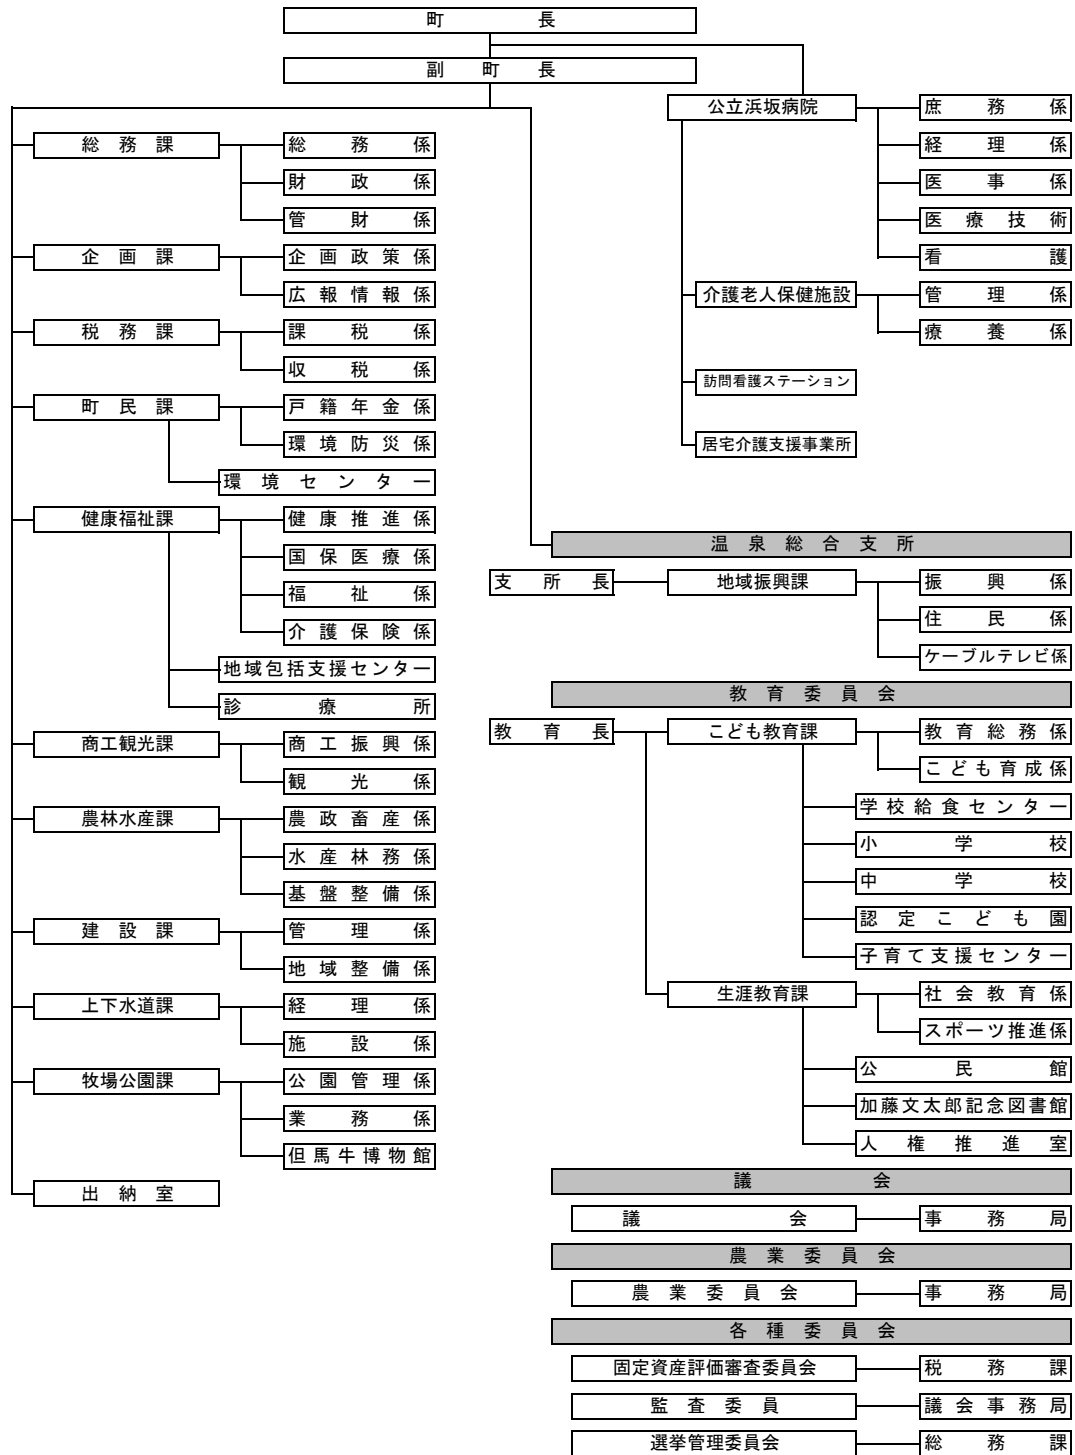 町長
副町長
総務課
総務係
財政係
管財係
企画課
企画政策係
広報情報係
税務課
課税係
収税係
町民課
戸籍年金係
環境防災係
環境センター
健康福祉課
健康推進係
国保医療係
福祉係
介護保険係
地域包括支援センター
診療所
商工観光課
商工振興係
観光係
農林水産課
農政畜産係
水産林務係
基盤整備係
建設課
管理係
地域整備係
上下水道課
経理係
施設係
牧場公園課
公園管理係
業務係
但馬牛博物館
出納室
公立浜坂病院
庶務係
経理係
医事係
医療技術
看護
介護老人保健施設
管理係
療養係
訪問看護ステーション
居宅介護支援事業所
温泉総合支所
支所長
地域振興課
振興係
住民係
ケーブルテレビ係
教育委員会
教育長
こども教育課
教育総務係
こども育成係
学校給食センター
小学校
中学校
認定こども園
子育て支援センター
生涯教育課
社会教育係
スポーツ推進係
公民館
加藤文太郎記念図書館
人権推進室
議会
議会
事務局
農業委員会
農業委員会
事務局
各種委員会
固定資産評価審査委員会
税務課
監査委員
議会事務局
選挙管理委員会
総務課